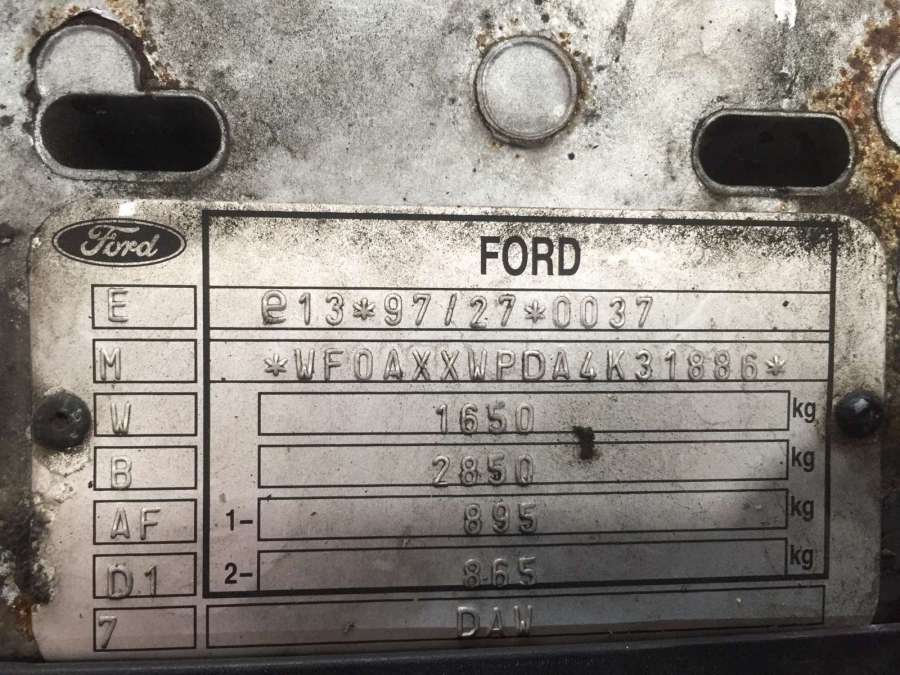 Ford
FORD
E e13*97/27*0037
M *WF0AXXWPDA4K31886*
W 1650 kg
B 2850 kg
AF 1- 895 kg
D1 2- 865 kg
7 DAW